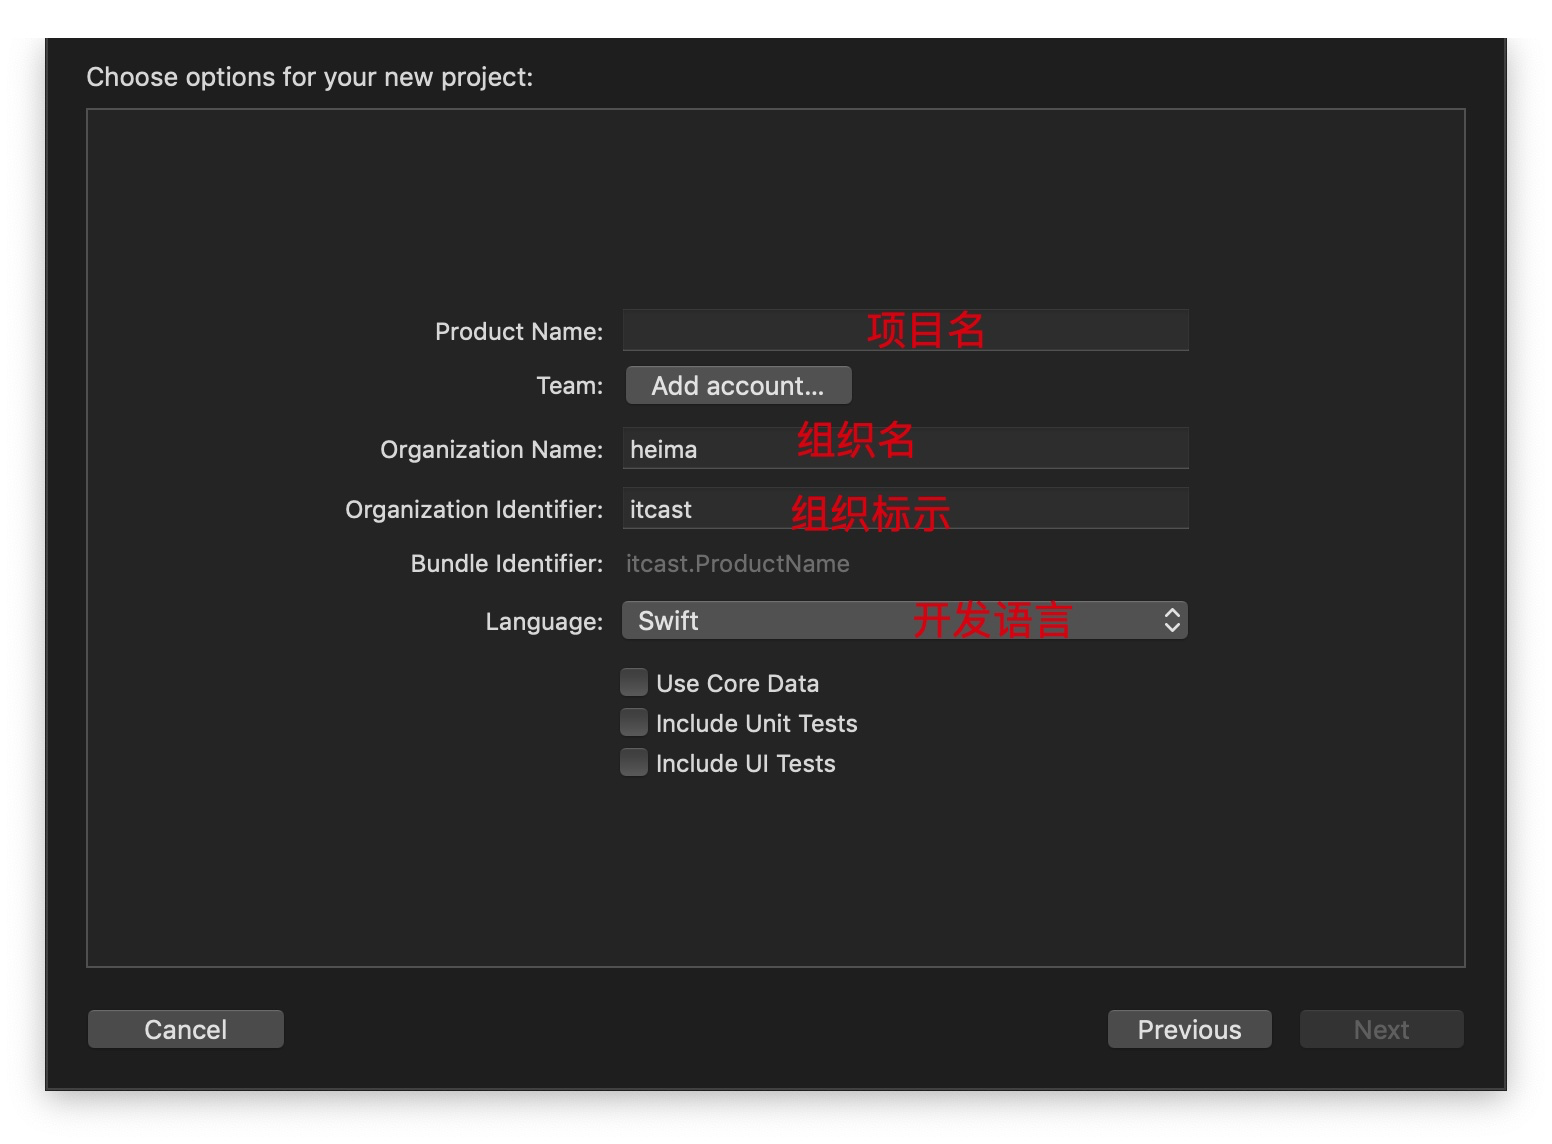 Choose options for your new project:
Product Name: 项目名
Team: Add account...
Organization Name: heima 组织名
Organization Identifier: itcast 组织标示
Bundle Identifier: itcast.ProductName
Language: Swift 开发语言
Use Core Data
Include Unit Tests
Include UI Tests
Cancel Previous Next